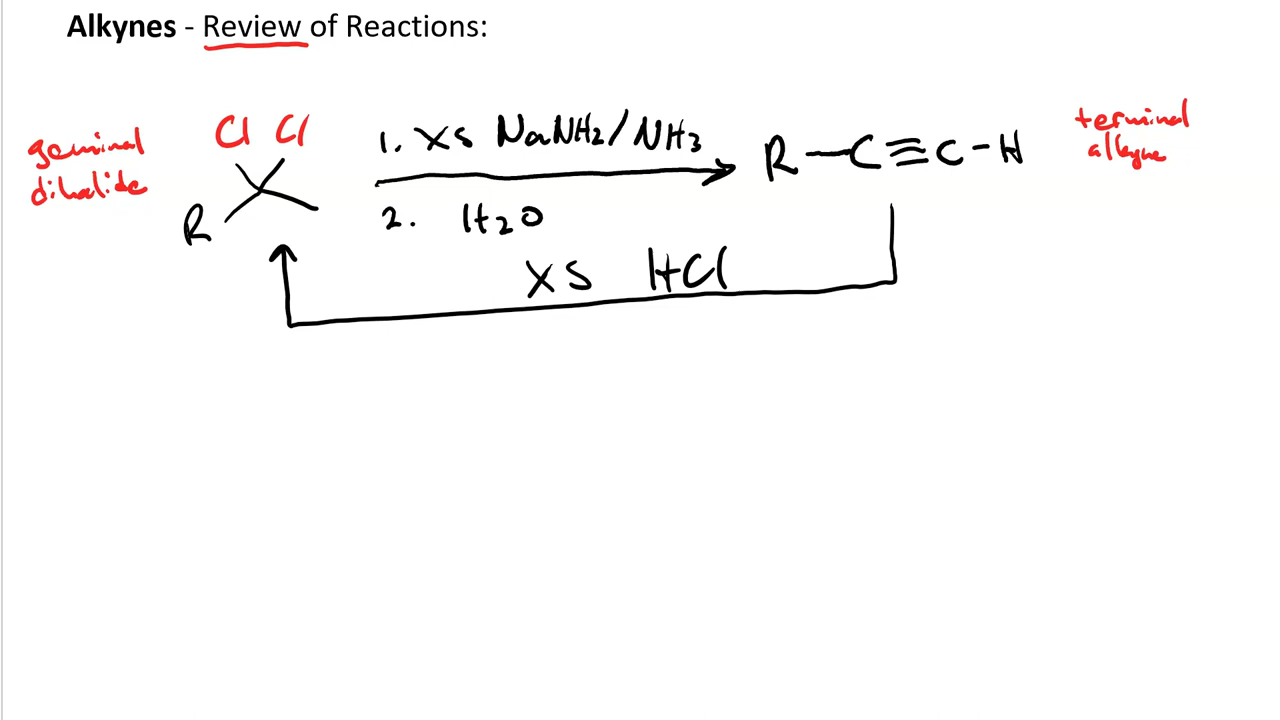 Alkynes - Review of Reactions:
geminal
dihalide
Cl Cl
R
1. xs NaNH2/NH3
2. H2O
R-C≡C-H
terminal
alkyne
xs HCl